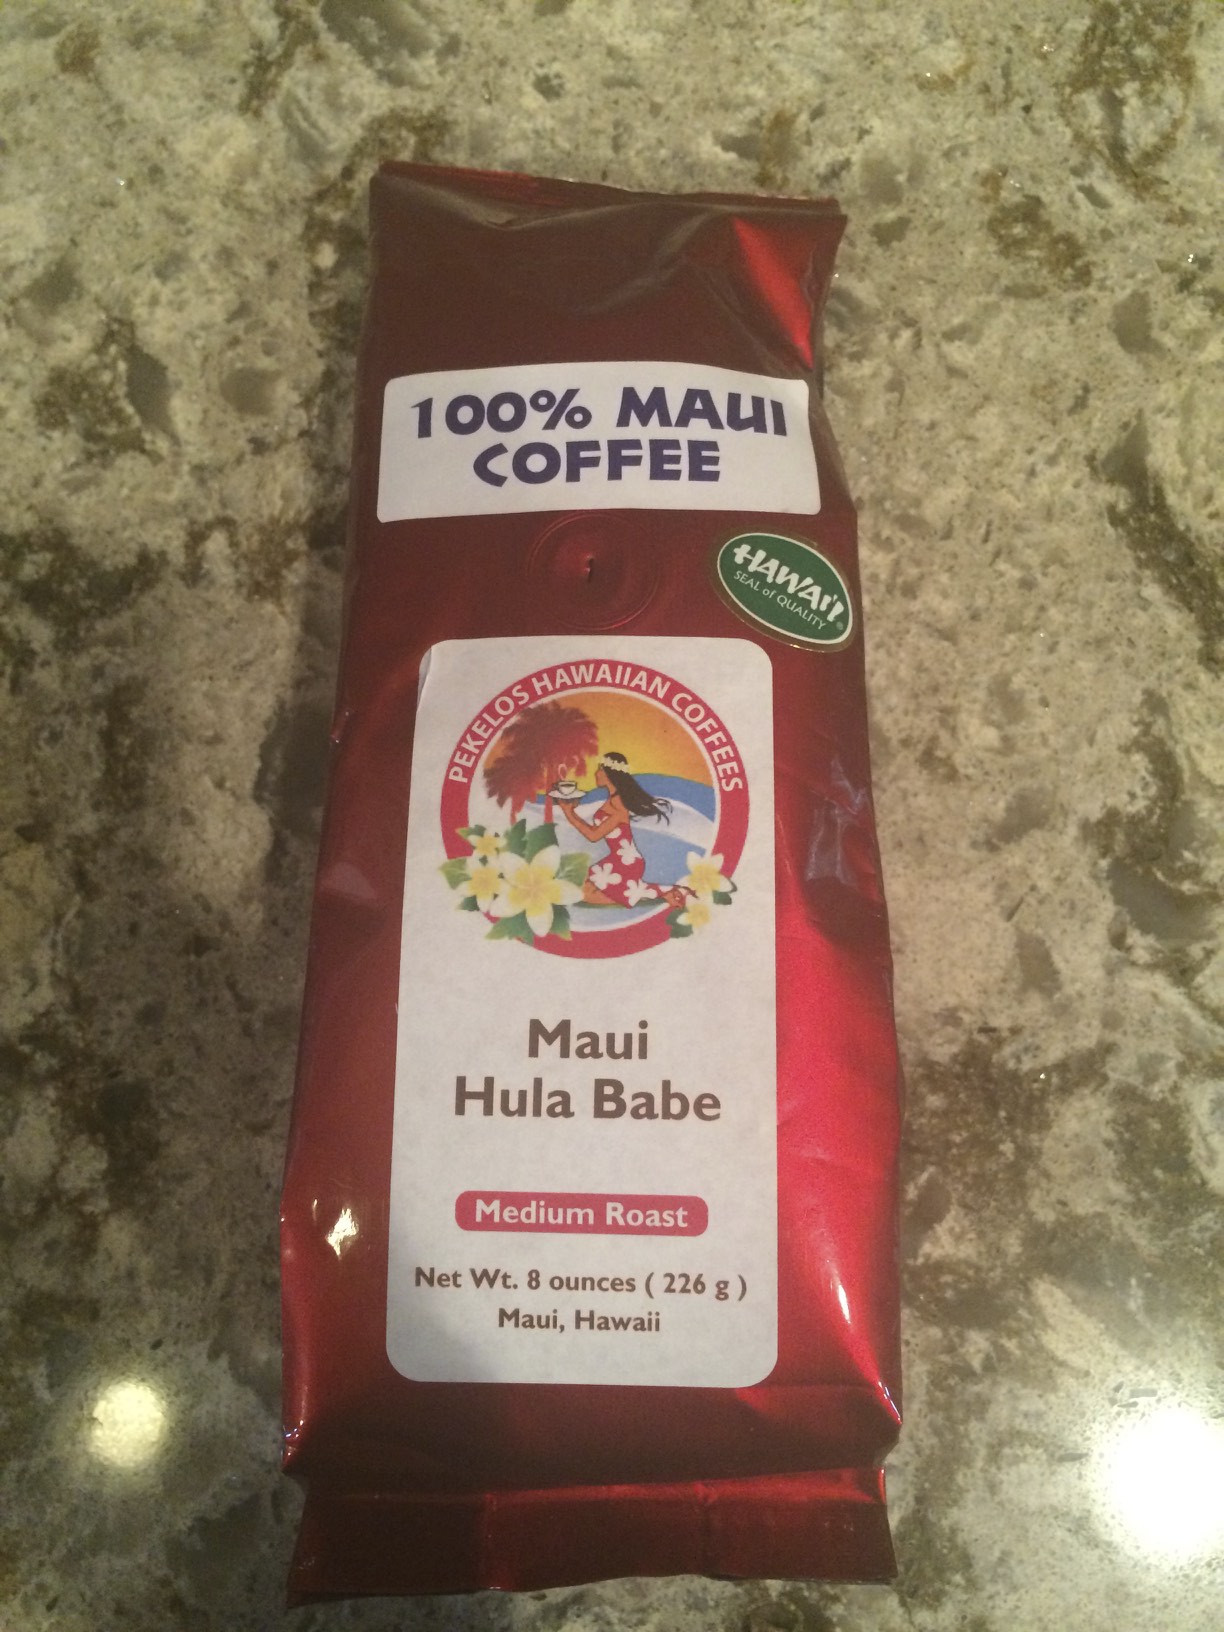 100% MAUI
COFFEE
HAWAI'I
SEAL of QUALITY ®
PEKELOS HAWAIIAN COFFEES
Maui
Hula Babe
Medium Roast
Net Wt. 8 ounces ( 226 g )
Maui, Hawaii